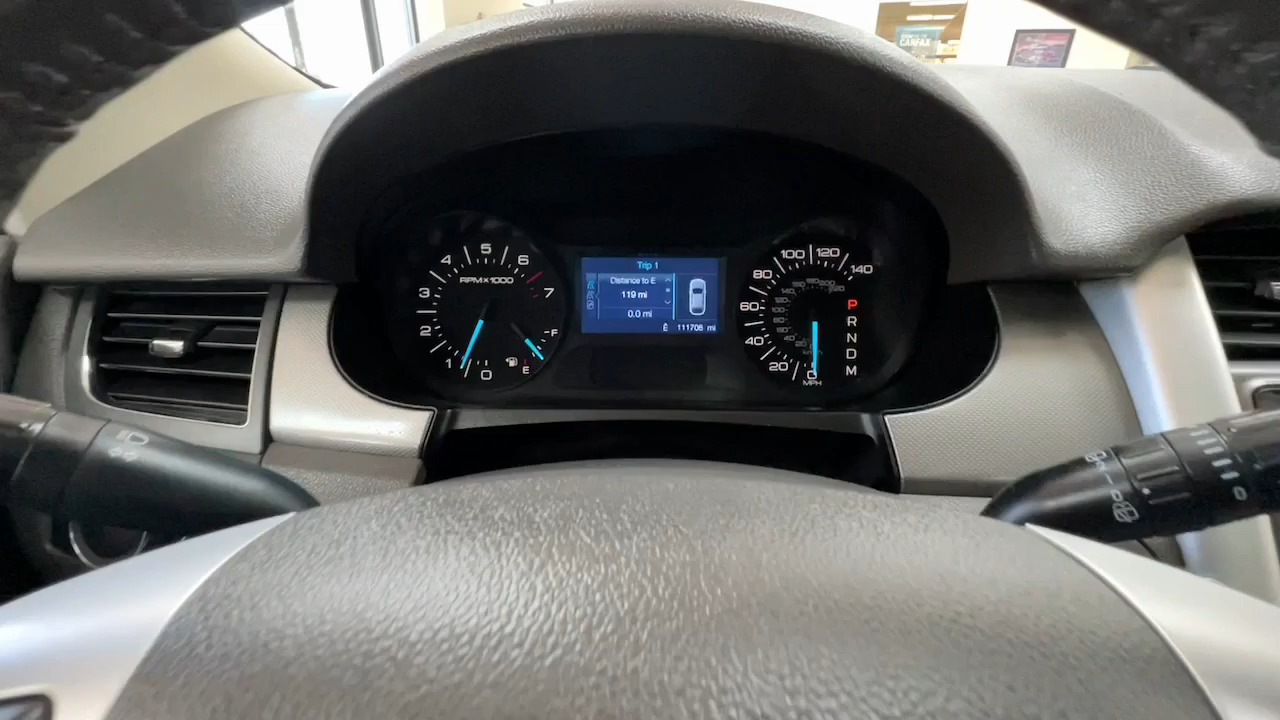 CARFAX
5
4
6
RPM×1000
3
7
2
1
0
F
E
Trip 1
Distance to E
119 mi
0.0 mi
E 111706 mi
100
120
80
140
60
40
20
0
MPH
P
R
N
D
M